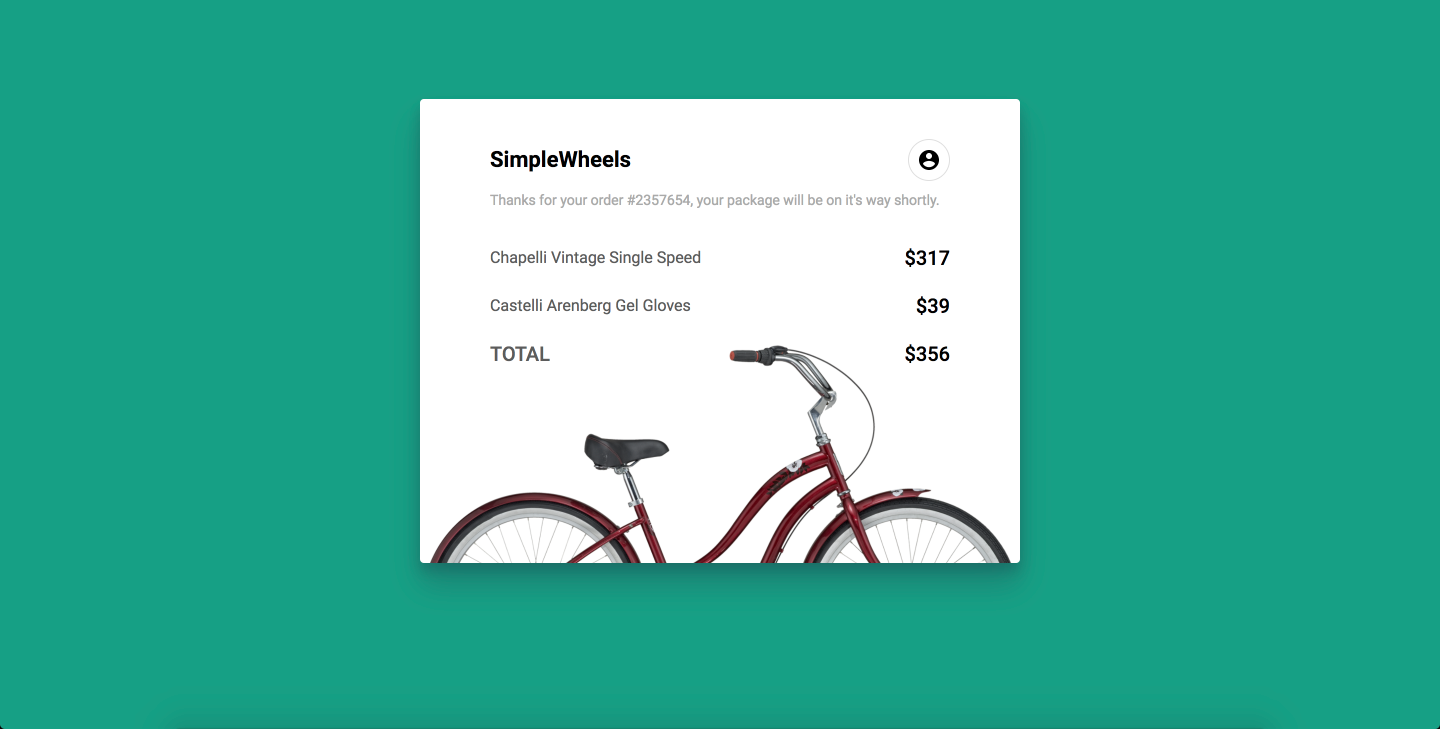 SimpleWheels
Thanks for your order #2357654, your package will be on it's way shortly.
Chapelli Vintage Single Speed $317
Castelli Arenberg Gel Gloves $39
TOTAL $356